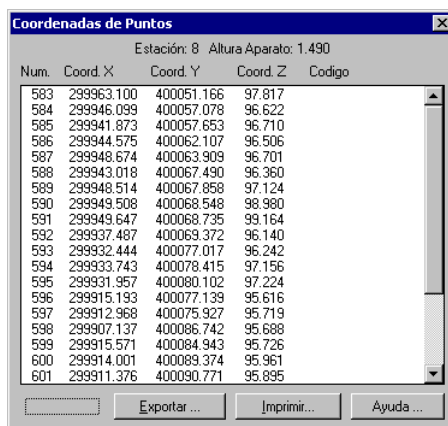 Coordenadas de Puntos
Estación: 8 Altura Aparato: 1.490
Num. Coord. X Coord. Y Coord. Z Codigo
583 299963.100 400051.166 97.817
584 299946.099 400057.078 96.622
585 299941.873 400057.653 96.710
586 299944.575 400062.107 96.506
587 299948.674 400063.909 96.701
588 299943.018 400067.490 96.360
589 299948.514 400067.858 97.124
590 299949.508 400068.548 98.980
591 299949.647 400068.735 99.164
592 299937.487 400069.372 96.140
593 299932.444 400077.017 96.242
594 299933.743 400078.415 97.156
595 299931.957 400080.102 97.224
596 299915.193 400077.139 95.616
597 299912.968 400075.927 95.719
598 299907.137 400086.742 95.688
599 299915.571 400084.943 95.726
600 299914.001 400089.374 95.961
601 299911.376 400090.771 95.895
Exportar ... Imprimir... Ayuda ...